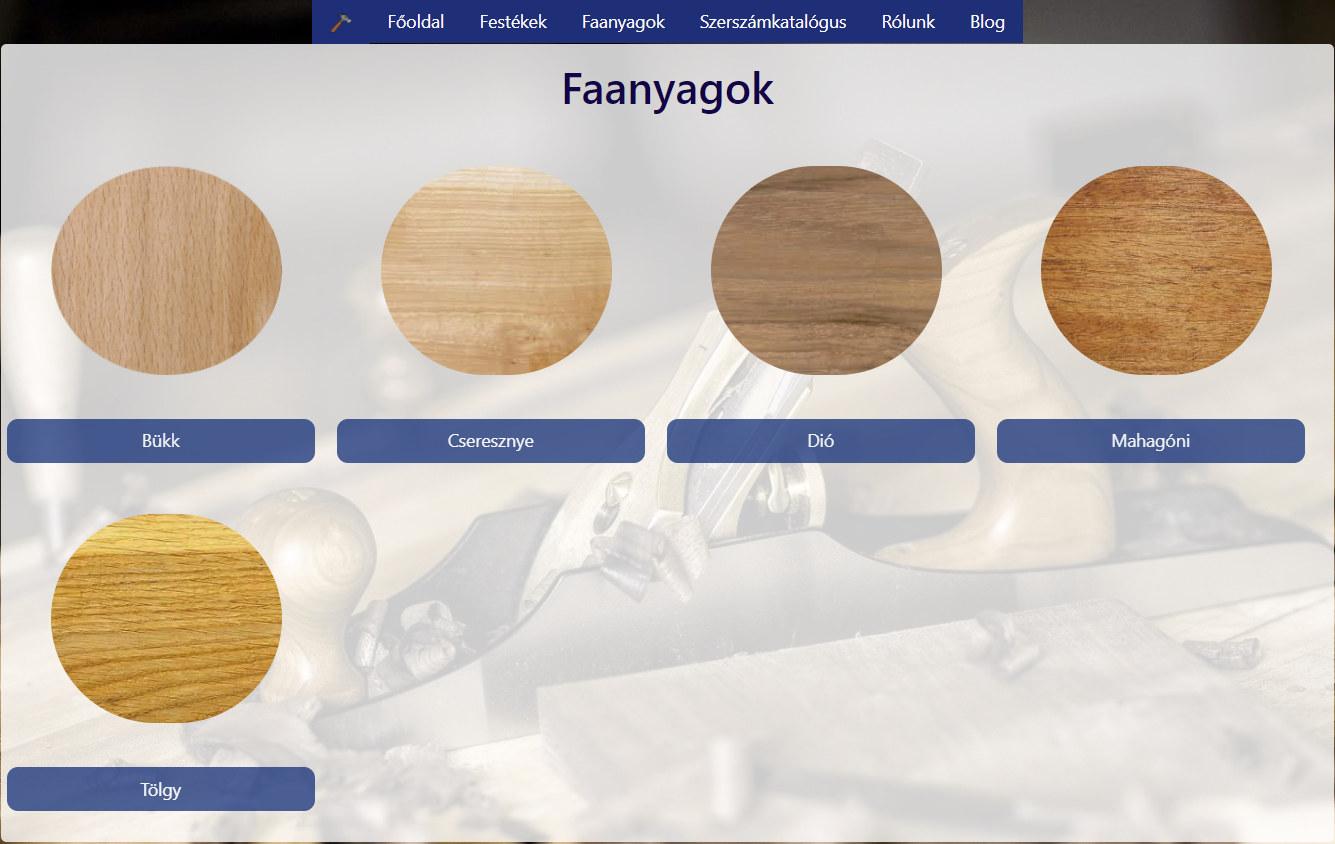 Főoldal Festékek Faanyagok Szerszámkatalógus Rólunk Blog
Faanyagok
Bükk Cseresznye Dió Mahagóni
Tölgy